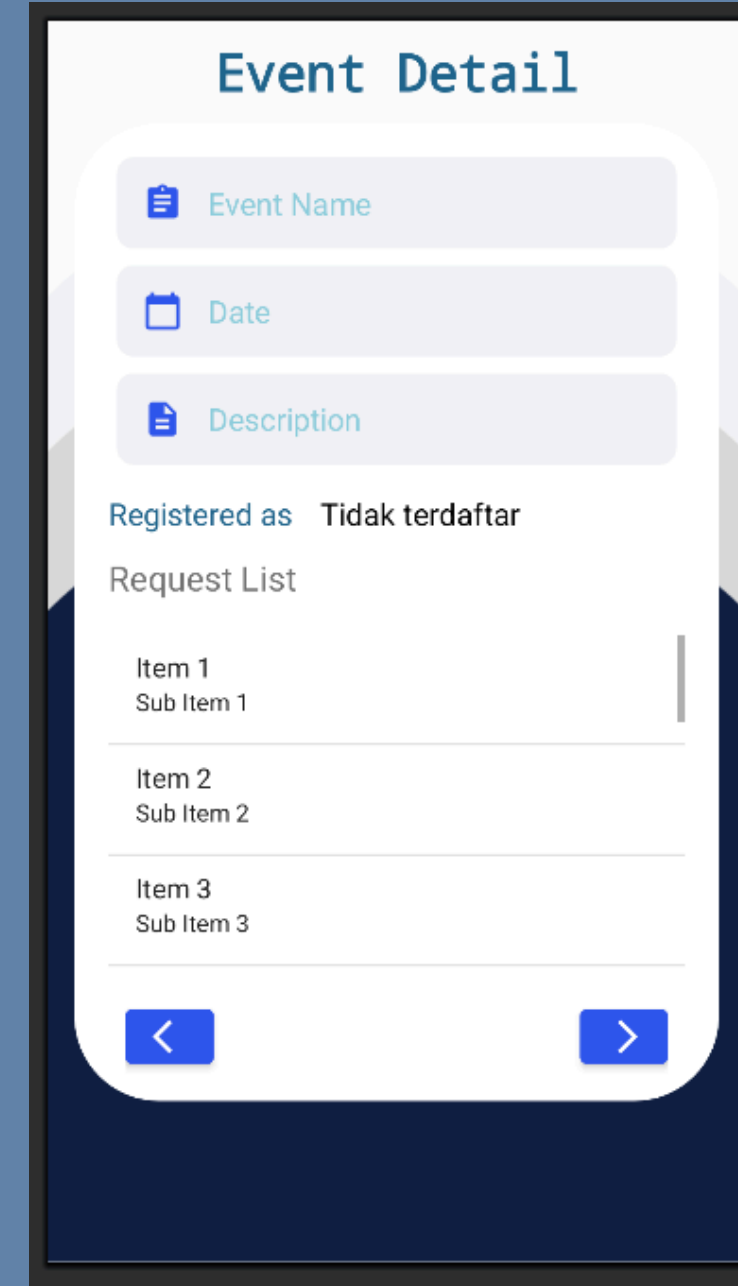 Event Detail
Event Name
Date
Description
Registered as Tidak terdaftar
Request List
Item 1
Sub Item 1
Item 2
Sub Item 2
Item 3
Sub Item 3